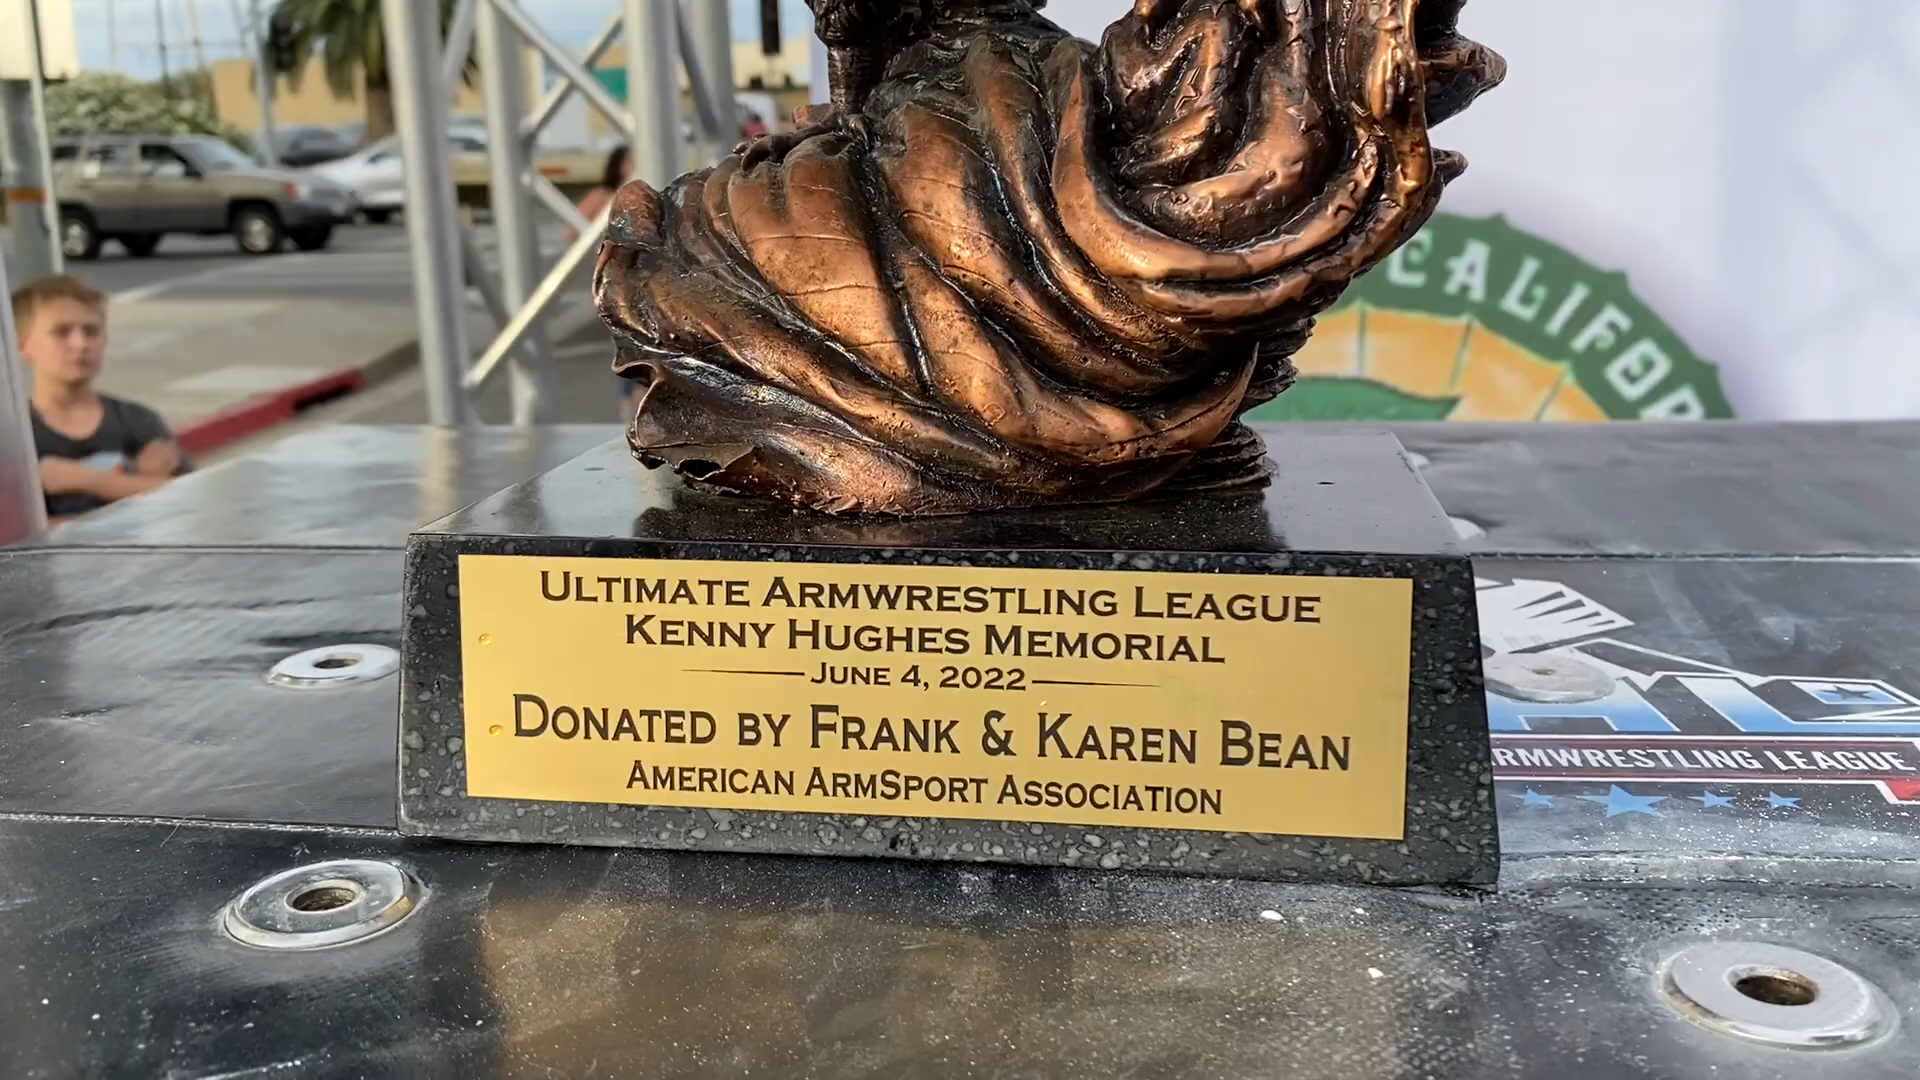 CALIFOR
ULTIMATE ARMWRESTLING LEAGUE
KENNY HUGHES MEMORIAL
JUNE 4, 2022
DONATED BY FRANK & KAREN BEAN
AMERICAN ARMSPORT ASSOCIATION
RMWRESTLING LEAGUE